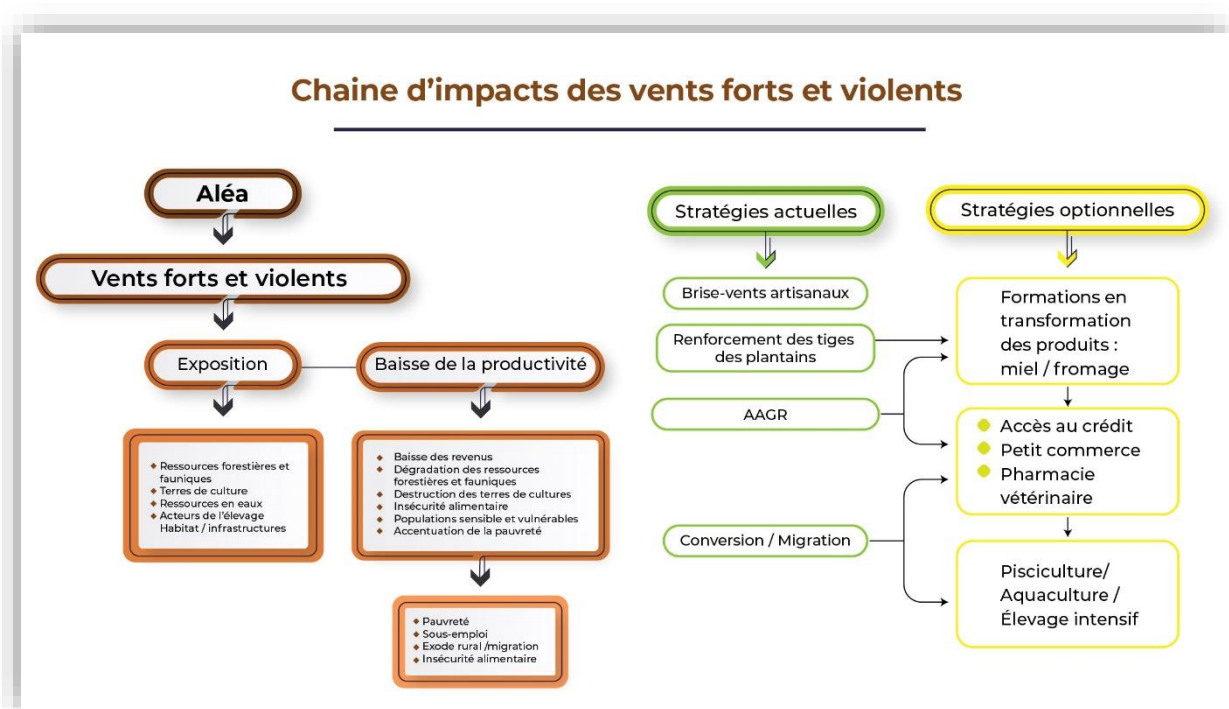 Chaine d'impacts des vents forts et violents
Aléa
Vents forts et violents
Exposition
Baisse de la productivité
Ressources forestières et
fauniques
Terres de culture
Ressources en eaux
Acteurs de l'élevage
Habitat / infrastructures
Baisse des revenus
Dégradation des ressources
forestières et fauniques
Destruction des terres de cultures
Insécurité alimentaire
Populations sensible et vulnérables
Accentuation de la pauvreté
Pauvreté
Sous-emploi
Exode rural /migration
Insécurité alimentaire
Stratégies actuelles
Brise-vents artisanaux
Renforcement des tiges
des plantains
AAGR
Conversion / Migration
Stratégies optionnelles
Formations en
transformation
des produits :
miel / fromage
Accès au crédit
Petit commerce
Pharmacie
vétérinaire
Pisciculture/
Aquaculture /
Élevage intensif